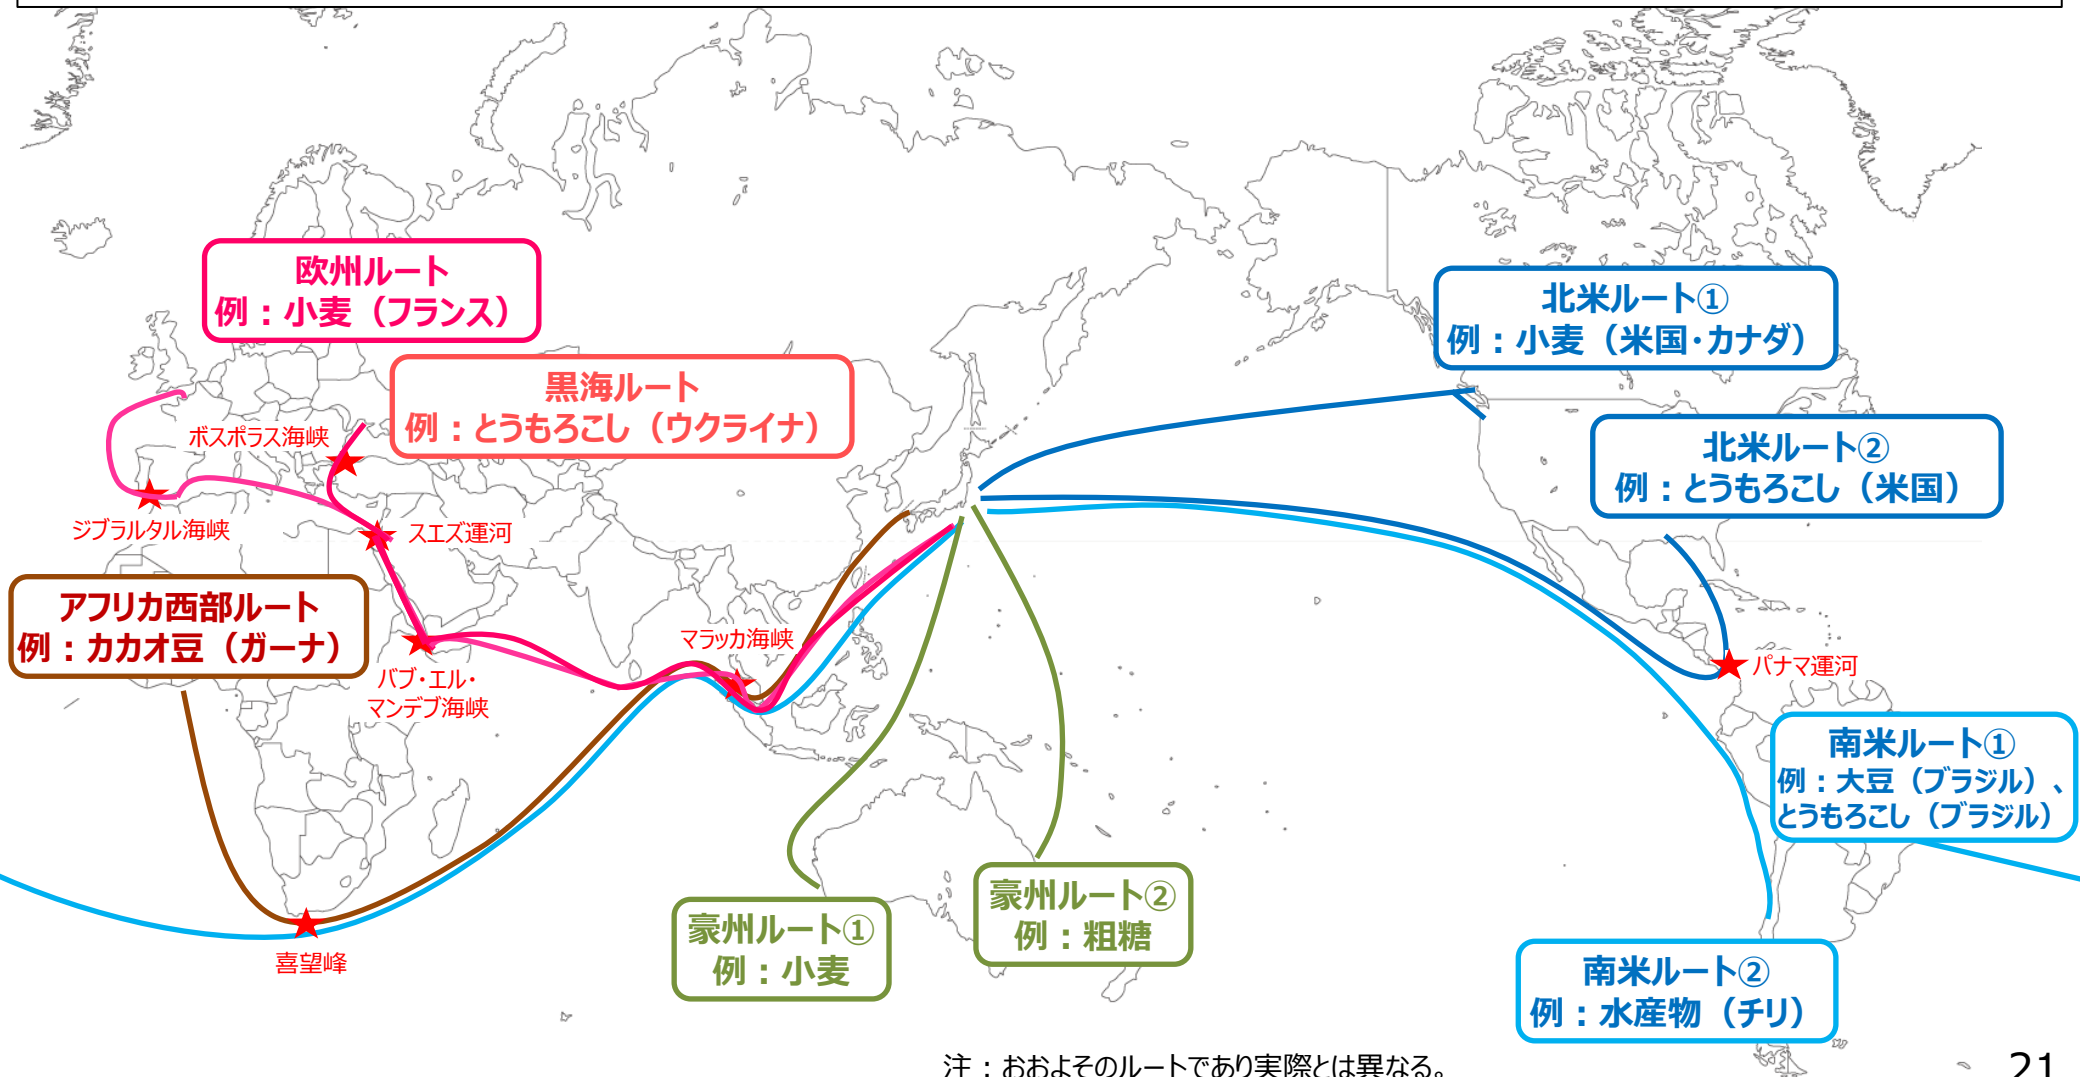 欧州ルート
例：小麦（フランス）
北米ルート①
例：小麦（米国・カナダ）
黒海ルート
例：とうもろこし（ウクライナ）
ボスポラス海峡
北米ルート②
例：とうもろこし（米国）
ジブラルタル海峡
スエズ運河
アフリカ西部ルート
例：カカオ豆（ガーナ）
マラッカ海峡
パナマ運河
バブ・エル・
マンデブ海峡
南米ルート①
例：大豆（ブラジル）、
とうもろこし（ブラジル）
豪州ルート②
例：粗糖
豪州ルート①
例：小麦
喜望峰
南米ルート②
例：水産物（チリ）
注：おおよそのルートであり実際とは異なる。
21